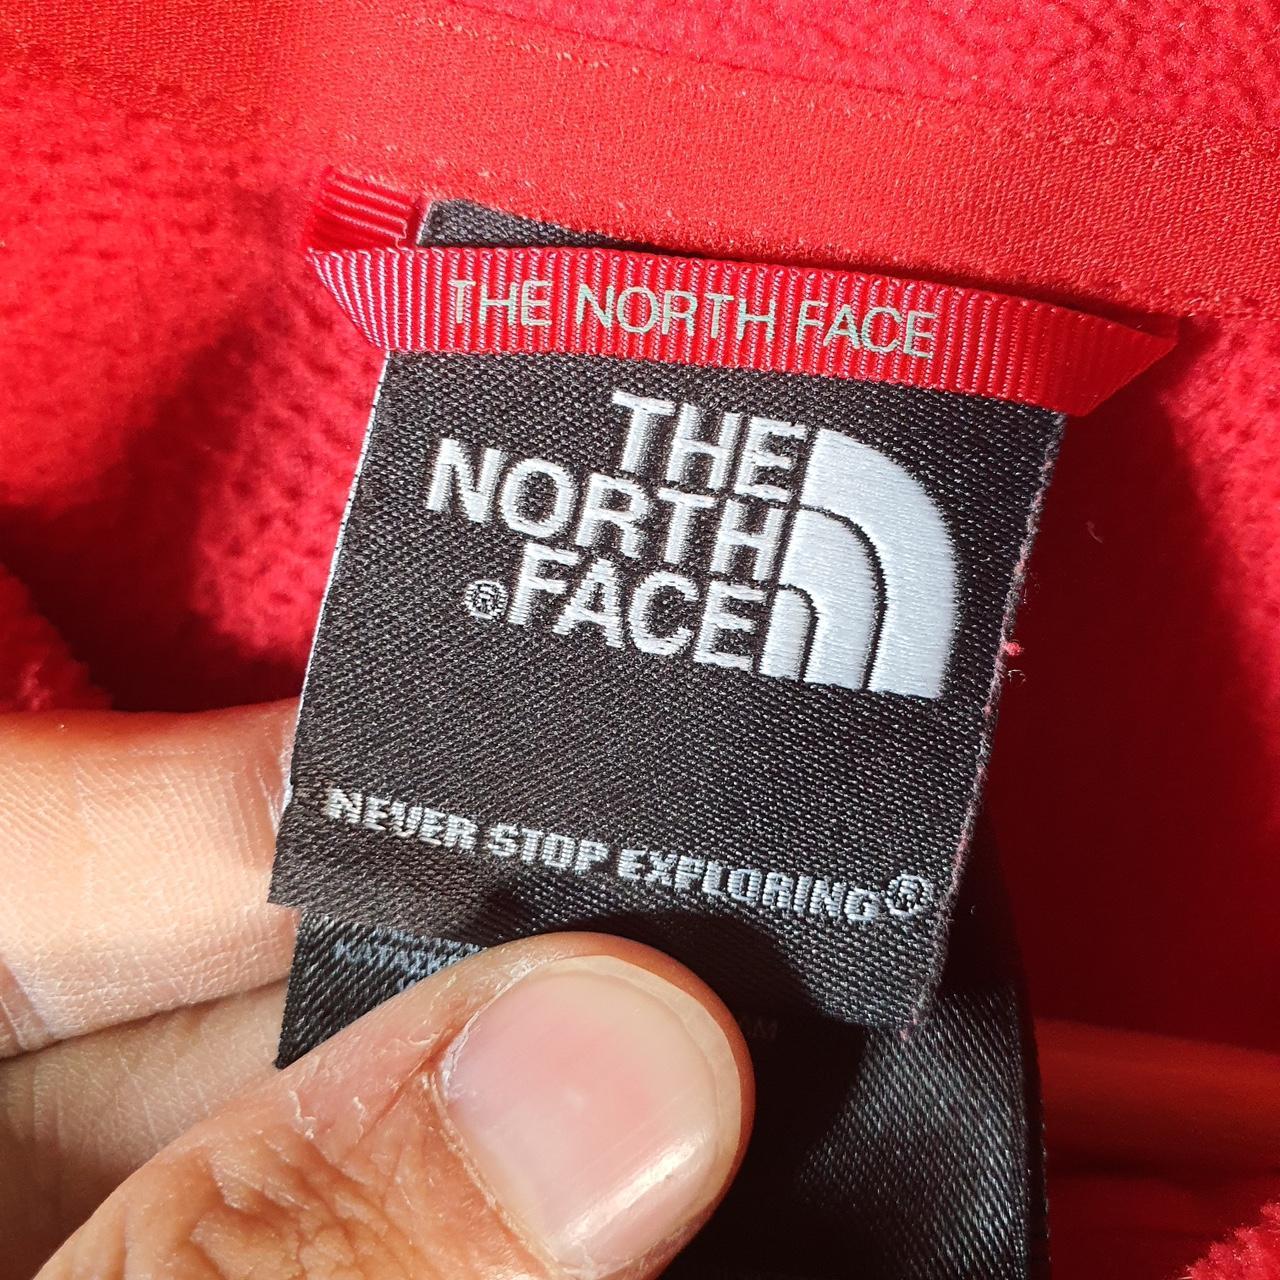 THE NORTH FACE
THE
NORTH
®FACE
NEVER STOP EXPLORING®